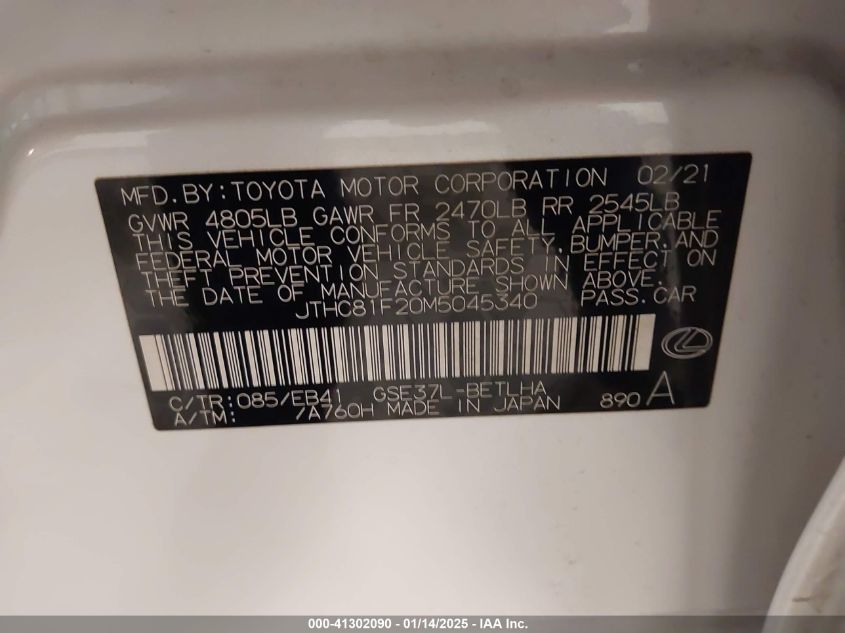 MFD.BY:TOYOTA MOTOR CORPORATION 02/21
GVWR 4805LB GAWR FR 2470LB RR 2545LB
THIS VEHICLE CONFORMS TO ALL APPLICABLE
FEDERAL MOTOR VEHICLE SAFETY,BUMPER,AND
THEFT PREVENTION STANDARDS IN EFFECT ON
THE DATE OF MANUFACTURE SHOWN ABOVE.
JTHC81F20M5045340 PASS.CAR
C/TR:085/EB41 GSE37L-BETLHA
A/TM: /A760H MADE IN JAPAN 890 A
000-41302090 - 01/14/2025 - IAA Inc.